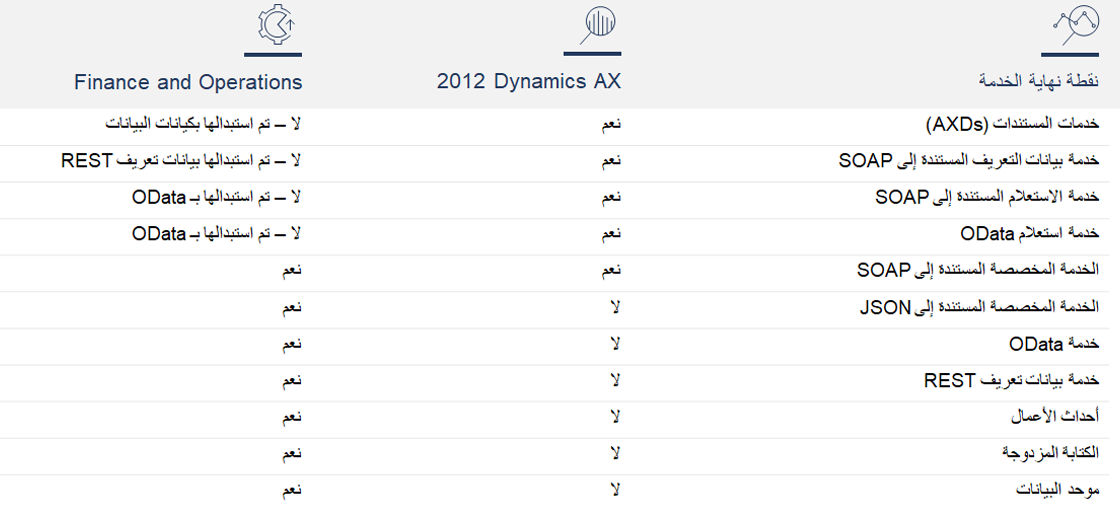 نقطة نهاية الخدمة 2012 Dynamics AX Finance and Operations
خدمات المستندات (AXDs) نعم لا – تم استبدالها بكيانات البيانات
خدمة بيانات التعريف المستندة إلى SOAP نعم لا – تم استبدالها بيانات تعريف REST
خدمة الاستعلام المستندة إلى SOAP نعم لا – تم استبدالها بـ OData
خدمة استعلام OData نعم لا – تم استبدالها بـ OData
الخدمة المخصصة المستندة إلى SOAP نعم نعم
الخدمة المخصصة المستندة إلى JSON لا نعم
خدمة OData لا نعم
خدمة بيانات تعريف REST لا نعم
أحداث الأعمال لا نعم
الكتابة المزدوجة لا نعم
موحد البيانات لا نعم